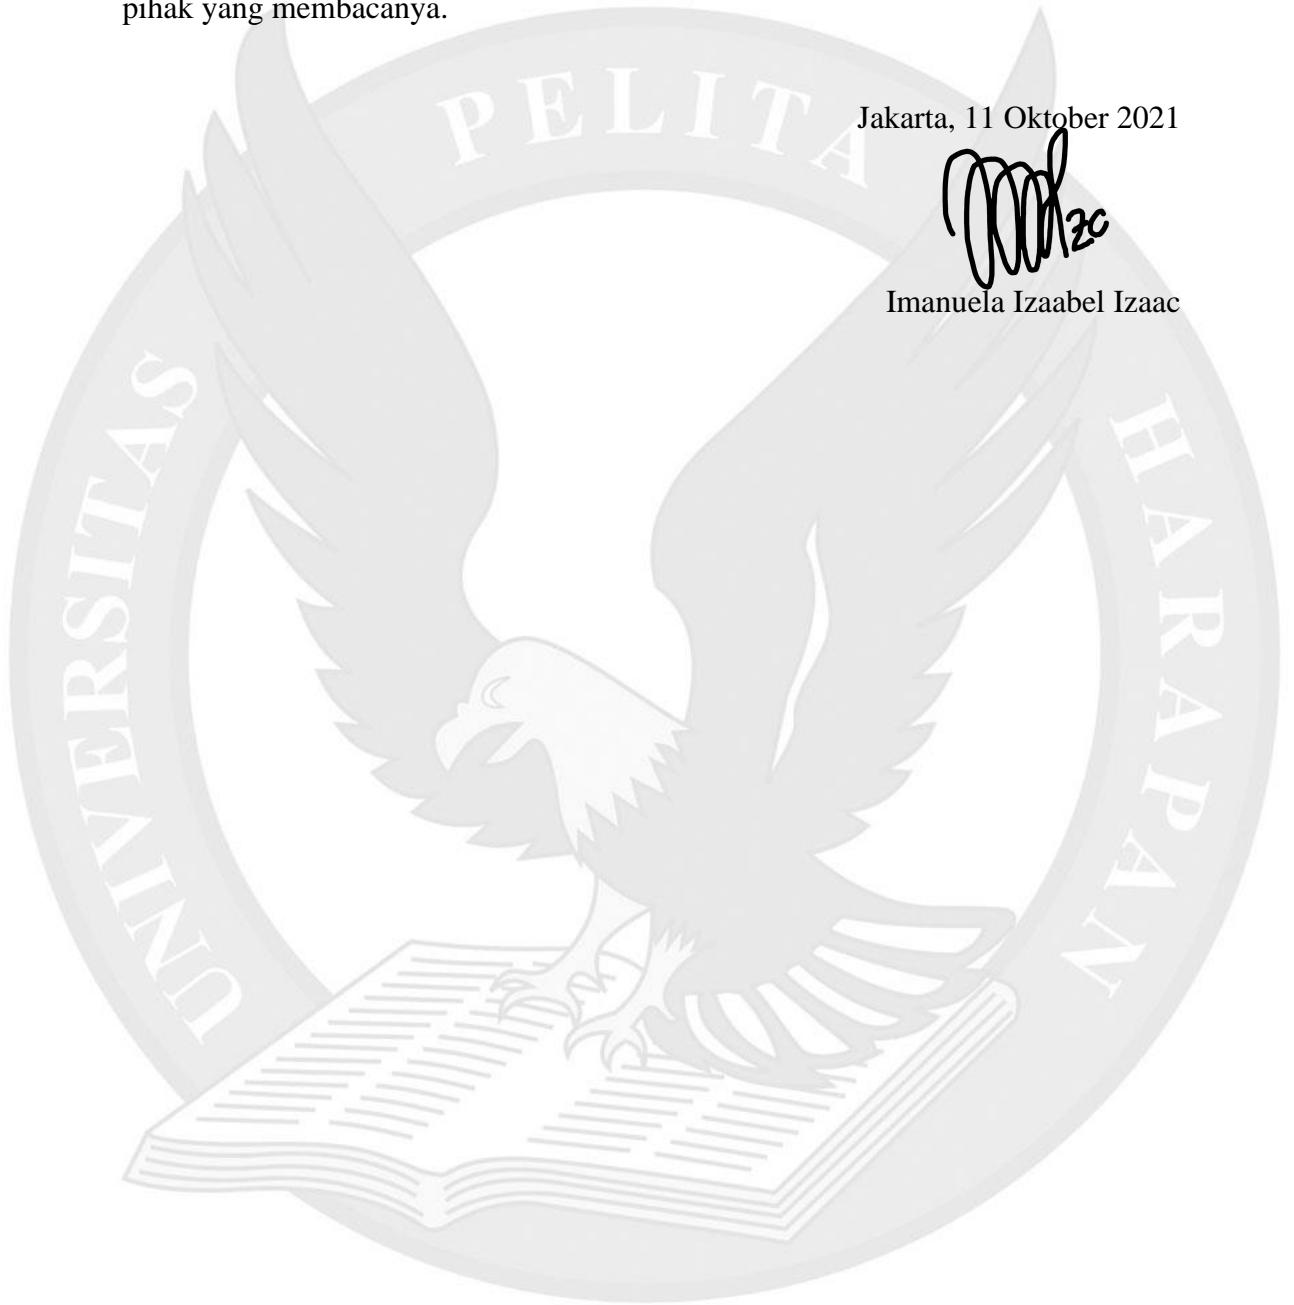 pihak yang membacanya.
Jakarta, 11 Oktober 2021
Imanuela Izaabel Izaac
UNIVERSITAS PELITA HARAPAN